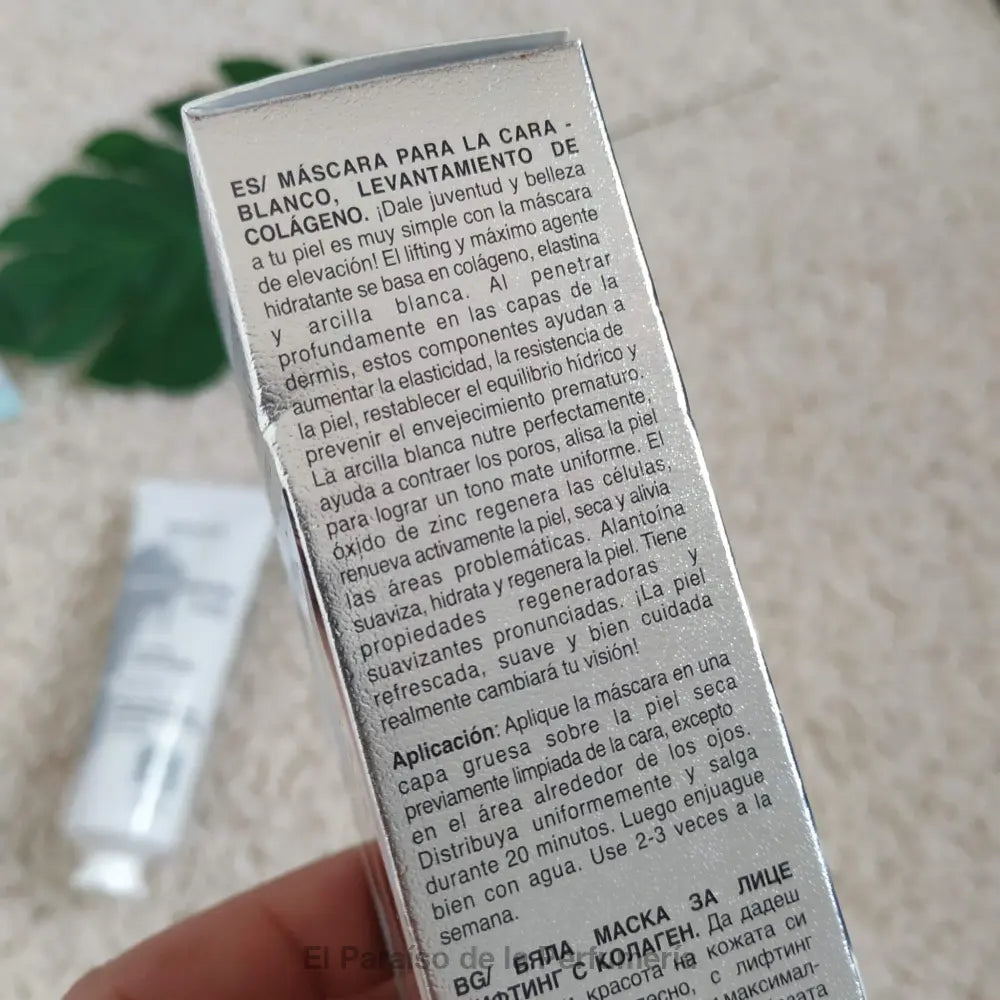 ES/ MÁSCARA PARA LA CARA -
BLANCO, LEVANTAMIENTO DE
COLÁGENO. ¡Dale juventud y belleza
a tu piel es muy simple con la máscara
de elevación! El lifting y máximo agente
hidratante se basa en colágeno, elastina
y arcilla blanca. Al penetrar
profundamente en las capas de la
dermis, estos componentes ayudan a
aumentar la elasticidad, la resistencia de
la piel, restablecer el equilibrio hídrico y
prevenir el envejecimiento prematuro.
La arcilla blanca nutre perfectamente,
ayuda a contraer los poros, alisa la piel
para lograr un tono mate uniforme. El
óxido de zinc regenera las células,
renueva activamente la piel, seca y alivia
las áreas problemáticas. Alantoína
suaviza, hidrata y regenera la piel. Tiene
propiedades regeneradoras y
suavizantes pronunciadas. ¡La piel
refrescada, suave y bien cuidada
realmente cambiará tu visión!
Aplicación: Aplique la máscara en una
capa gruesa sobre la piel seca
previamente limpiada de la cara, excepto
en el área alrededor de los ojos.
Distribuya uniformemente y salga
durante 20 minutos. Luego enjuague
bien con agua. Use 2-3 veces a la
semana.
BG/ БЯЛА МАСКА ЗА ЛИЦЕ
ЛИФТИНГ С КОЛАГЕН. Да дадеш
красота на кожата си
с лифтинг
максимал-
El Paraíso de la Perfumería